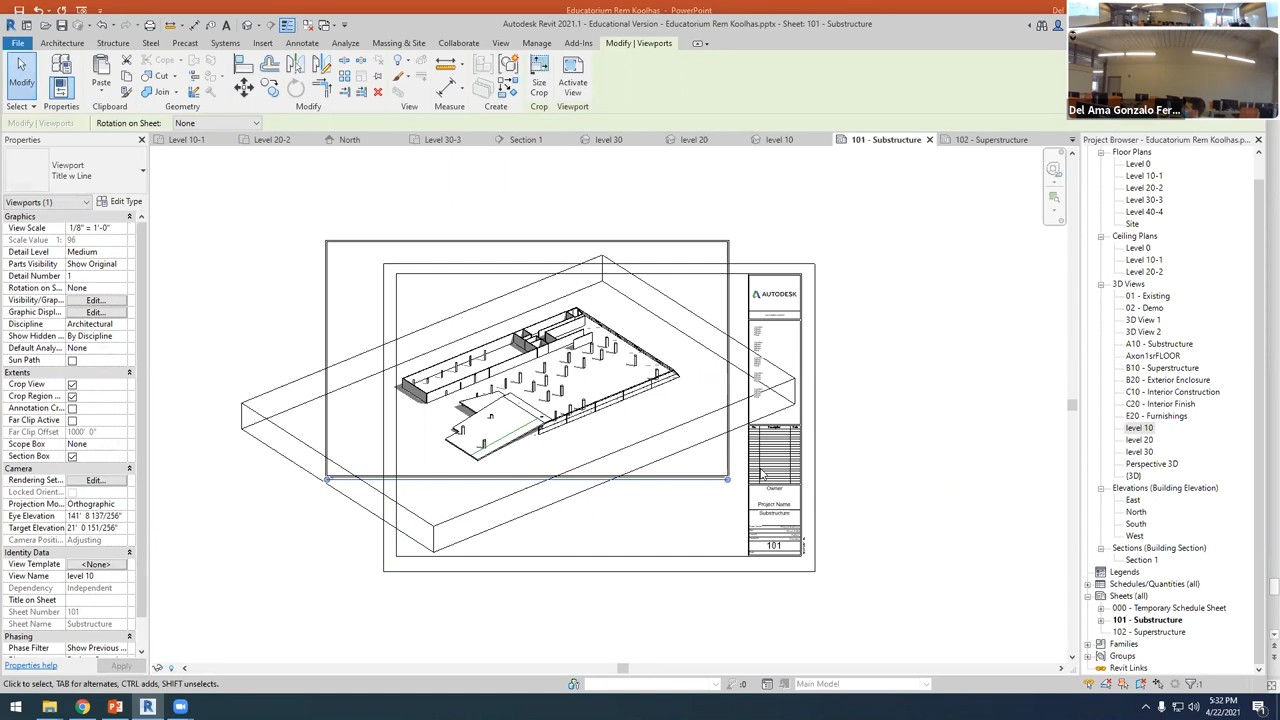 Educatorium Rem Koolhas.pptx - PowerPoint
Del
Autodesk Revit 2021.1 - Educational Version - Educatorium Rem Koolhas.pptx - Sheet: 101 - Substructure
File Architecture Structure Steel Precast Systems Insert Annotate Analyze Massing & Site Collaborate View Manage Add-Ins Modify | Viewports
Modify
Properties
Paste
Cope
Cut
Join
Size
Crop
Activate
View
Select Properties Clipboard Geometry Modify View Measure Create Crop Viewport
Del Ama Gonzalo Fer...
Modify | Viewports Rotation on Sheet: None
Properties
Level 10-1 Level 20-2 North Level 30-3 Section 1 level 30 level 20 level 10 101 - Substructure 102 - Superstructure
Project Browser - Educatorium Rem Koolhas.p...
Viewport
Title w Line
Viewports (1) Edit Type
Graphics
View Scale 1/8" = 1'-0"
Scale Value 1: 96
Detail Level Medium
Parts Visibility Show Original
Detail Number 1
Rotation on S... None
Visibility/Grap... Edit...
Graphic Displ... Edit...
Discipline Architectural
Show Hidden ... By Discipline
Default Analy... None
Sun Path
Extents
Crop View
Crop Region ...
Annotation Cr...
Far Clip Active
Far Clip Offset 1000' 0"
Scope Box None
Section Box
Camera
Rendering Set... Edit...
Locked Orient...
Projection Mo... Orthographic
Eye Elevation 141' 8 137/256"
Target Elevation 21' 0 151/256"
Camera Positi... Adjusting
Identity Data
View Template <None>
View Name level 10
Dependency Independent
Title on Sheet
Sheet Number 101
Sheet Name Substructure
Phasing
Phase Filter Show Previous ...
Properties help Apply
AUTODESK
Owner
Project Name
Substructure
101
Floor Plans
Level 0
Level 10-1
Level 20-2
Level 30-3
Level 40-4
Site
Ceiling Plans
Level 0
Level 10-1
Level 20-2
3D Views
01 - Existing
02 - Demo
3D View 1
3D View 2
A10 - Substructure
Axon1srFLOOR
B10 - Superstructure
B20 - Exterior Enclosure
C10 - Interior Construction
C20 - Interior Finish
E20 - Furnishings
level 10
level 20
level 30
Perspective 3D
{3D}
Elevations (Building Elevation)
East
North
South
West
Sections (Building Section)
Section 1
Legends
Schedules/Quantities (all)
Sheets (all)
000 - Temporary Schedule Sheet
101 - Substructure
102 - Superstructure
Families
Groups
Revit Links
Click to select, TAB for alternates, CTRL adds, SHIFT unselects.
:0
Main Model
:1
5:32 PM
4/22/2021